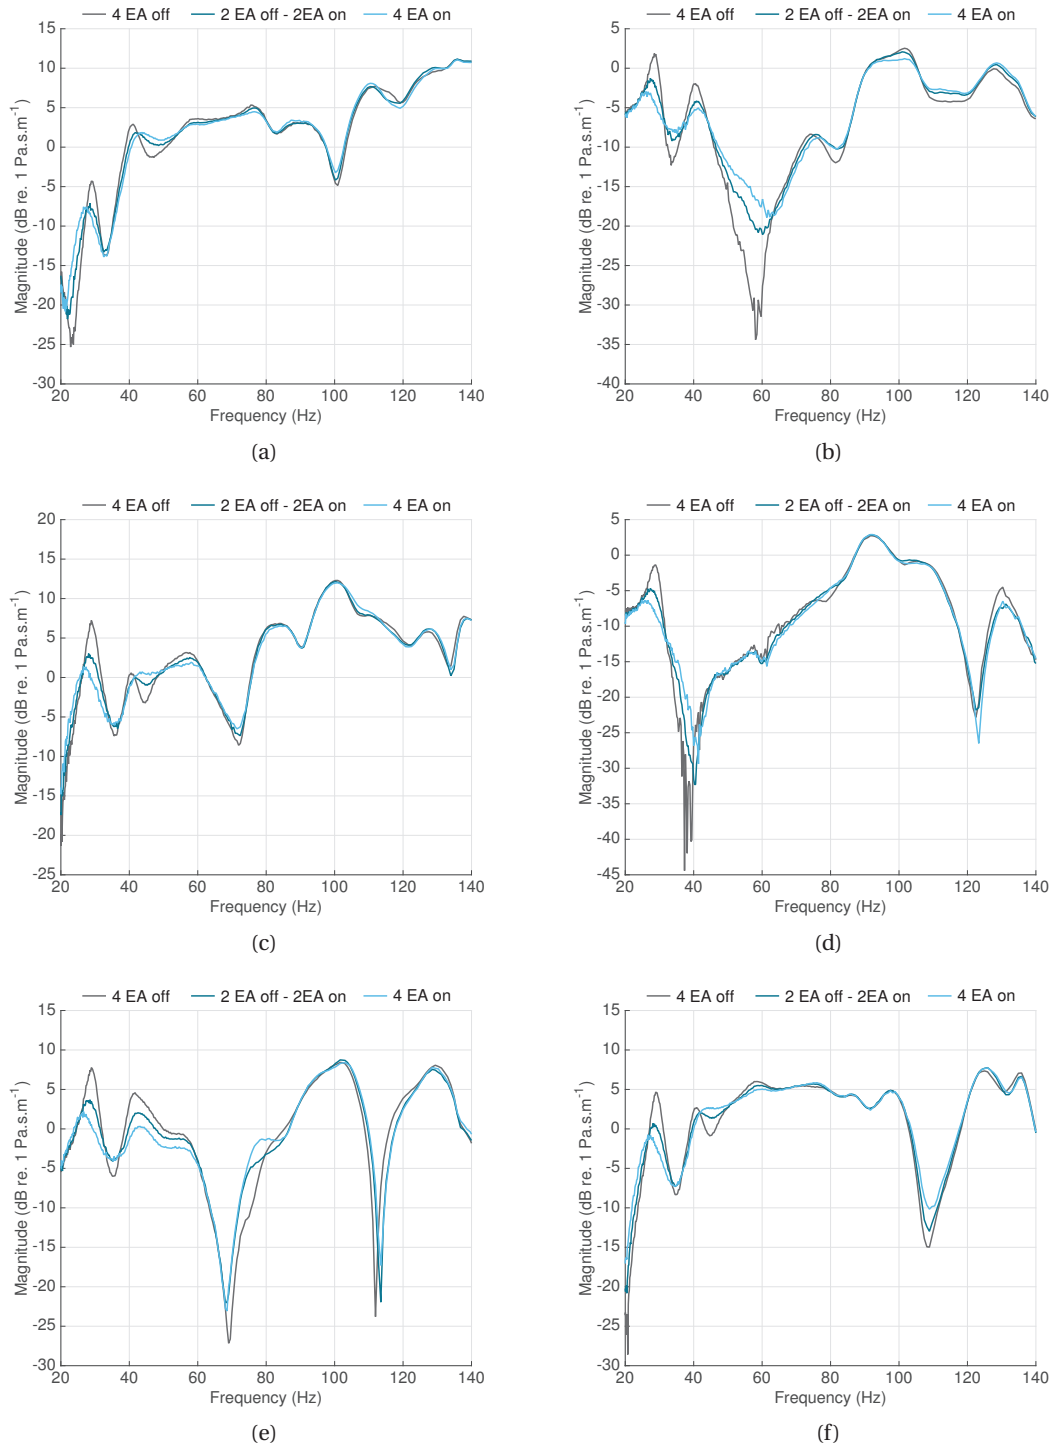 4 EA off 2 EA off - 2EA on 4 EA on
15
10
5
0
-5
-10
-15
-20
-25
-30
Magnitude (dB re. 1 Pa.s.m-1 )
20 40 60 80 100 120 140
Frequency (Hz)
(a)
4 EA off 2 EA off - 2EA on 4 EA on
5
0
-5
-10
-15
-20
-25
-30
-35
-40
Magnitude (dB re. 1 Pa.s.m-1 )
20 40 60 80 100 120 140
Frequency (Hz)
(b)
4 EA off 2 EA off - 2EA on 4 EA on
20
15
10
5
0
-5
-10
-15
-20
-25
Magnitude (dB re. 1 Pa.s.m-1 )
20 40 60 80 100 120 140
Frequency (Hz)
(c)
4 EA off 2 EA off - 2EA on 4 EA on
5
0
-5
-10
-15
-20
-25
-30
-35
-40
-45
Magnitude (dB re. 1 Pa.s.m-1 )
20 40 60 80 100 120 140
Frequency (Hz)
(d)
4 EA off 2 EA off - 2EA on 4 EA on
15
10
5
0
-5
-10
-15
-20
-25
-30
Magnitude (dB re. 1 Pa.s.m-1 )
20 40 60 80 100 120 140
Frequency (Hz)
(e)
4 EA off 2 EA off - 2EA on 4 EA on
15
10
5
0
-5
-10
-15
-20
-25
-30
Magnitude (dB re. 1 Pa.s.m-1 )
20 40 60 80 100 120 140
Frequency (Hz)
(f)